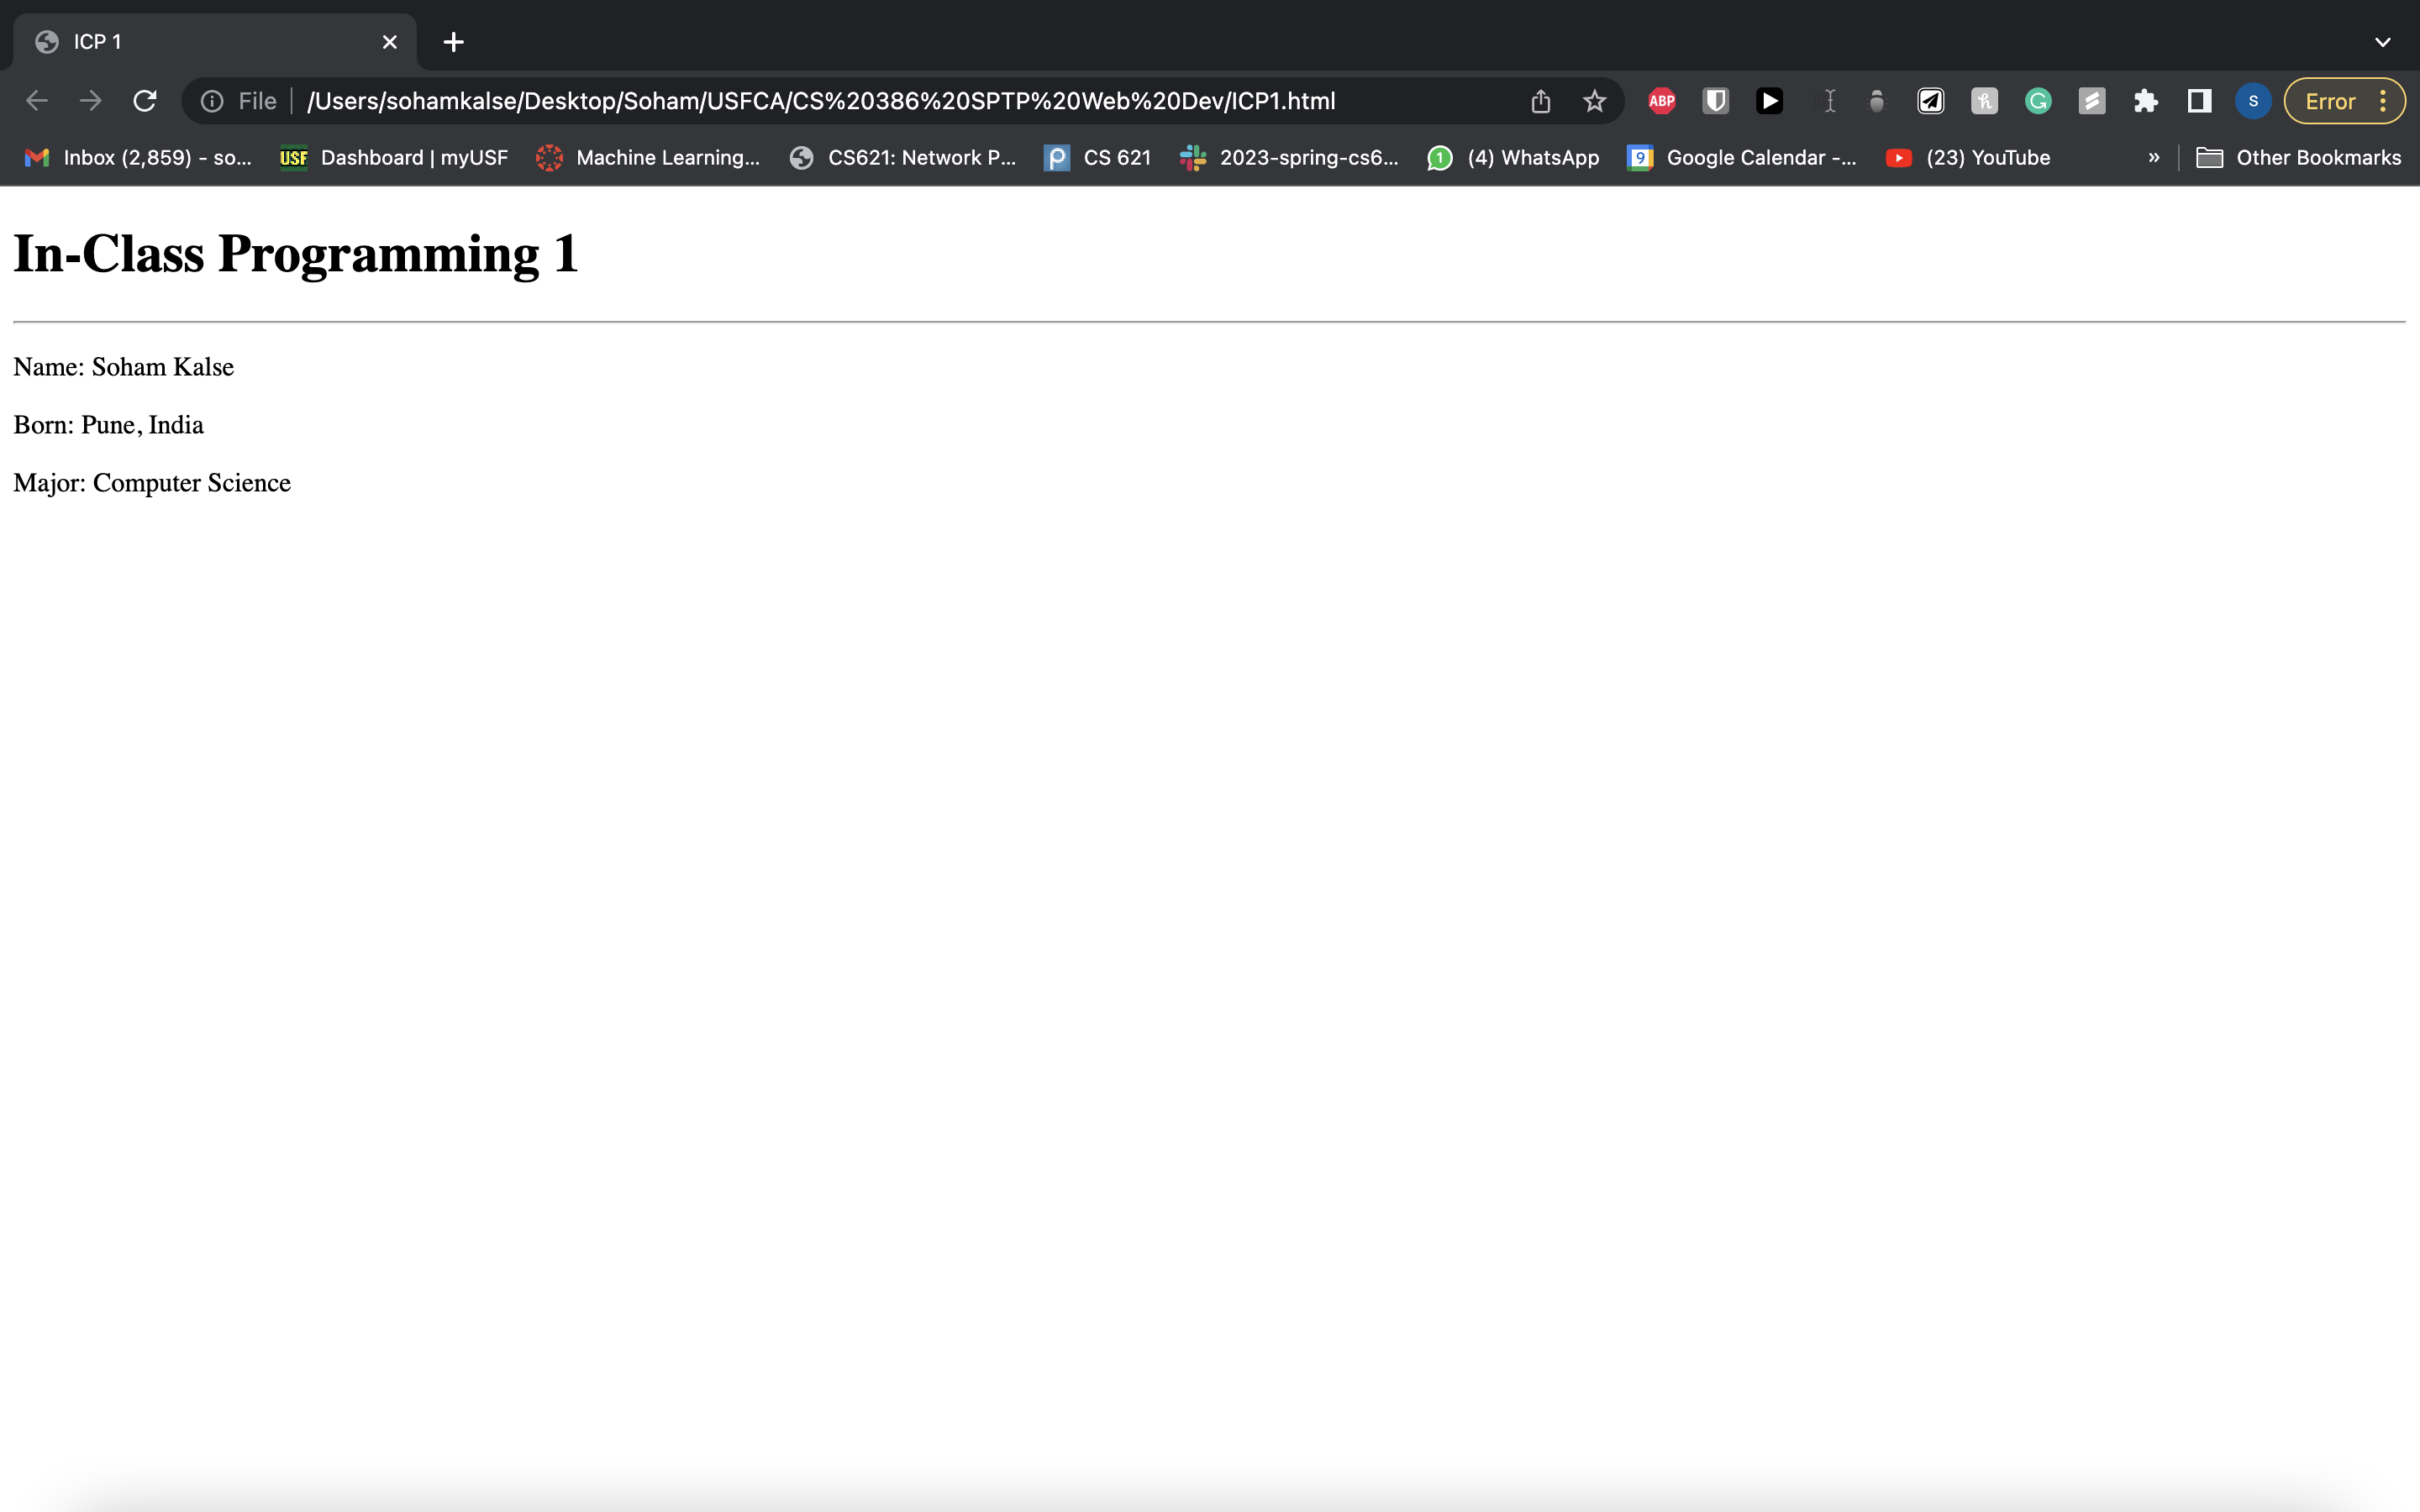 ICP 1
File /Users/sohamkalse/Desktop/Soham/USFCA/CS%20386%20SPTP%20Web%20Dev/ICP1.html ABP S Error
Inbox (2,859) - so... USF Dashboard | myUSF Machine Learning... CS621: Network P... CS 621 2023-spring-cs6... 1 (4) WhatsApp 9 Google Calendar -... (23) YouTube » Other Bookmarks
In-Class Programming 1
Name: Soham Kalse
Born: Pune, India
Major: Computer Science